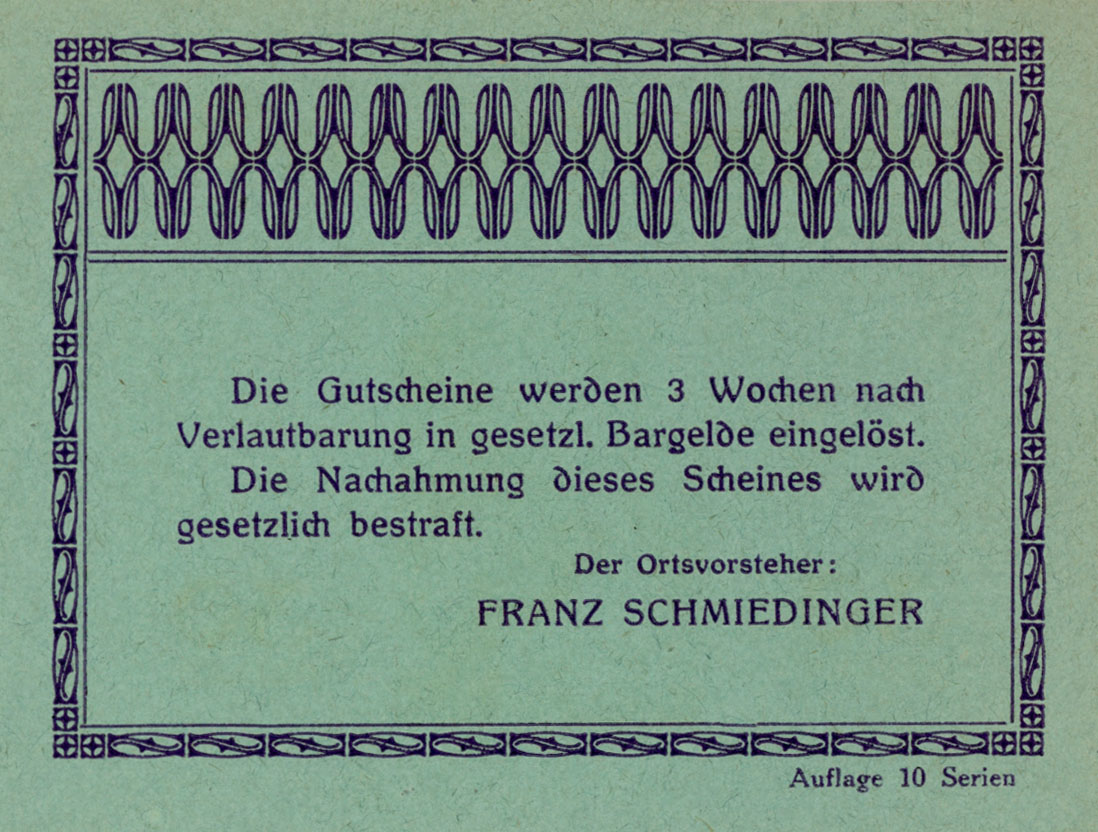 Die Gutscheine werden 3 Wochen nach
Verlautbarung in gesetzl. Bargelde eingelöst.
Die Nachahmung dieses Scheines wird
gesetzlich bestraft.
Der Ortsvorsteher:
FRANZ SCHMIEDINGER
Auflage 10 Serien